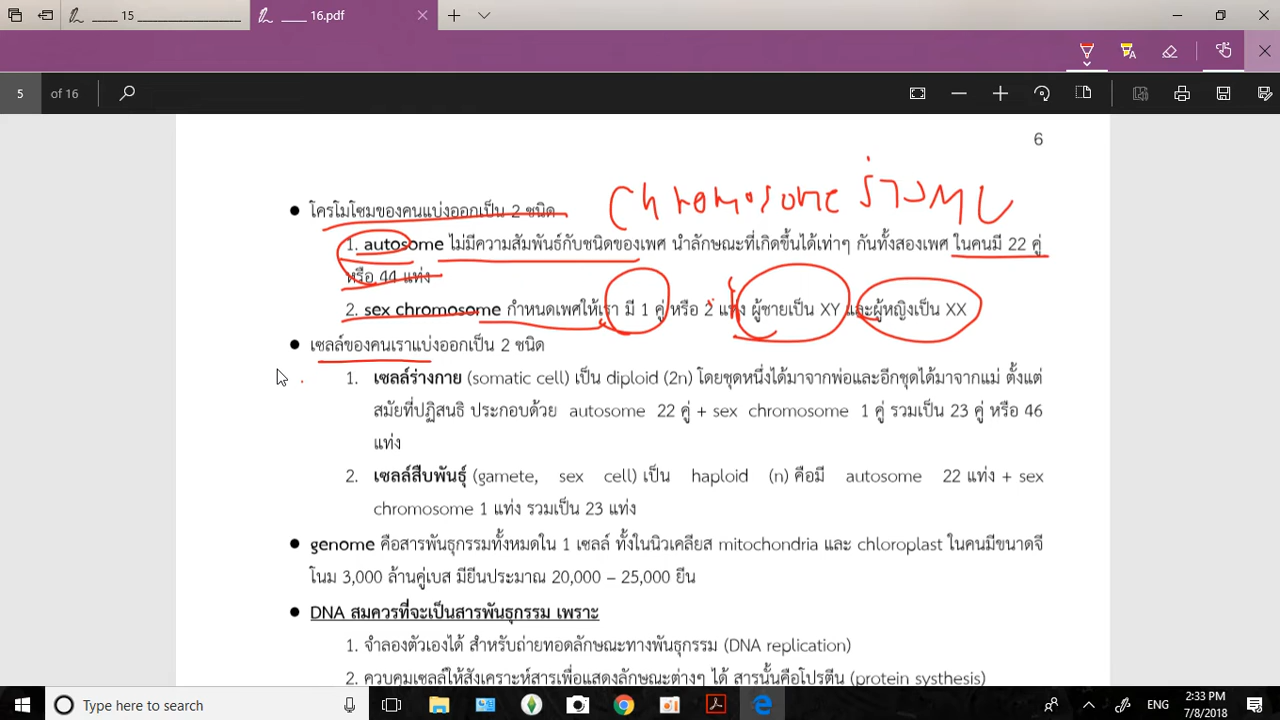 ____ 15 ____________________
____ 16.pdf
5 of 16
6
chromosome ร่างกาย
● โครโมโซมของคนแบ่งออกเป็น 2 ชนิด
1. autosome ไม่มีความสัมพันธ์กับชนิดของเพศ นำลักษณะที่เกิดขึ้นได้เท่าๆ กันทั้งสองเพศ ในคนมี 22 คู่
หรือ 44 แท่ง
2. sex chromosome กำหนดเพศให้เรา มี 1 คู่ หรือ 2 แท่ง ผู้ชายเป็น XY และผู้หญิงเป็น XX
● เซลล์ของคนเราแบ่งออกเป็น 2 ชนิด
1. เซลล์ร่างกาย (somatic cell) เป็น diploid (2n) โดยชุดหนึ่งได้มาจากพ่อและอีกชุดได้มาจากแม่ ตั้งแต่
สมัยที่ปฏิสนธิ ประกอบด้วย autosome 22 คู่ + sex chromosome 1 คู่ รวมเป็น 23 คู่ หรือ 46
แท่ง
2. เซลล์สืบพันธุ์ (gamete, sex cell) เป็น haploid (n) คือมี autosome 22 แท่ง + sex
chromosome 1 แท่ง รวมเป็น 23 แท่ง
● genome คือสารพันธุกรรมทั้งหมดใน 1 เซลล์ ทั้งในนิวเคลียส mitochondria และ chloroplast ในคนมีขนาดจี
โนม 3,000 ล้านคู่เบส มียีนประมาณ 20,000 – 25,000 ยีน
● DNA สมควรที่จะเป็นสารพันธุกรรม เพราะ
1. จำลองตัวเองได้ สำหรับถ่ายทอดลักษณะทางพันธุกรรม (DNA replication)
2. ควบคุมเซลล์ให้สังเคราะห์สารเพื่อแสดงลักษณะต่างๆ ได้ สารนั้นคือโปรตีน (protein systhesis)
Type here to search
ENG
2:33 PM
7/8/2018